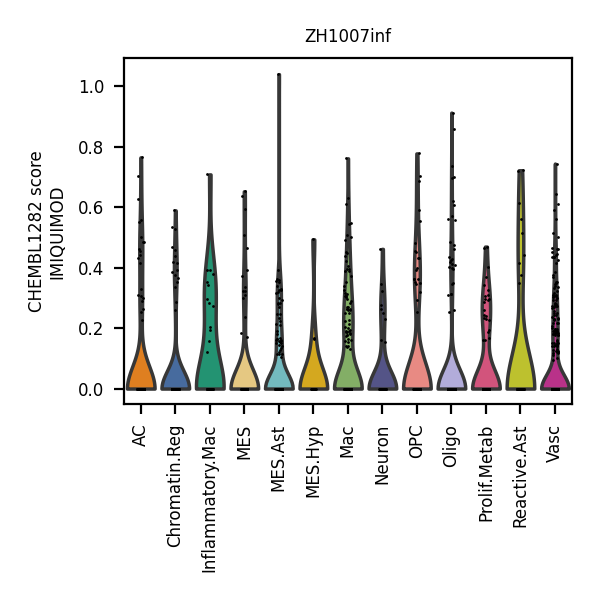 ZH1007inf
CHEMBL1282 score
IMIQUIMOD
1.0
0.8
0.6
0.4
0.2
0.0
AC
Chromatin.Reg
Inflammatory.Mac
MES
MES.Ast
MES.Hyp
Mac
Neuron
OPC
Oligo
Prolif.Metab
Reactive.Ast
Vasc